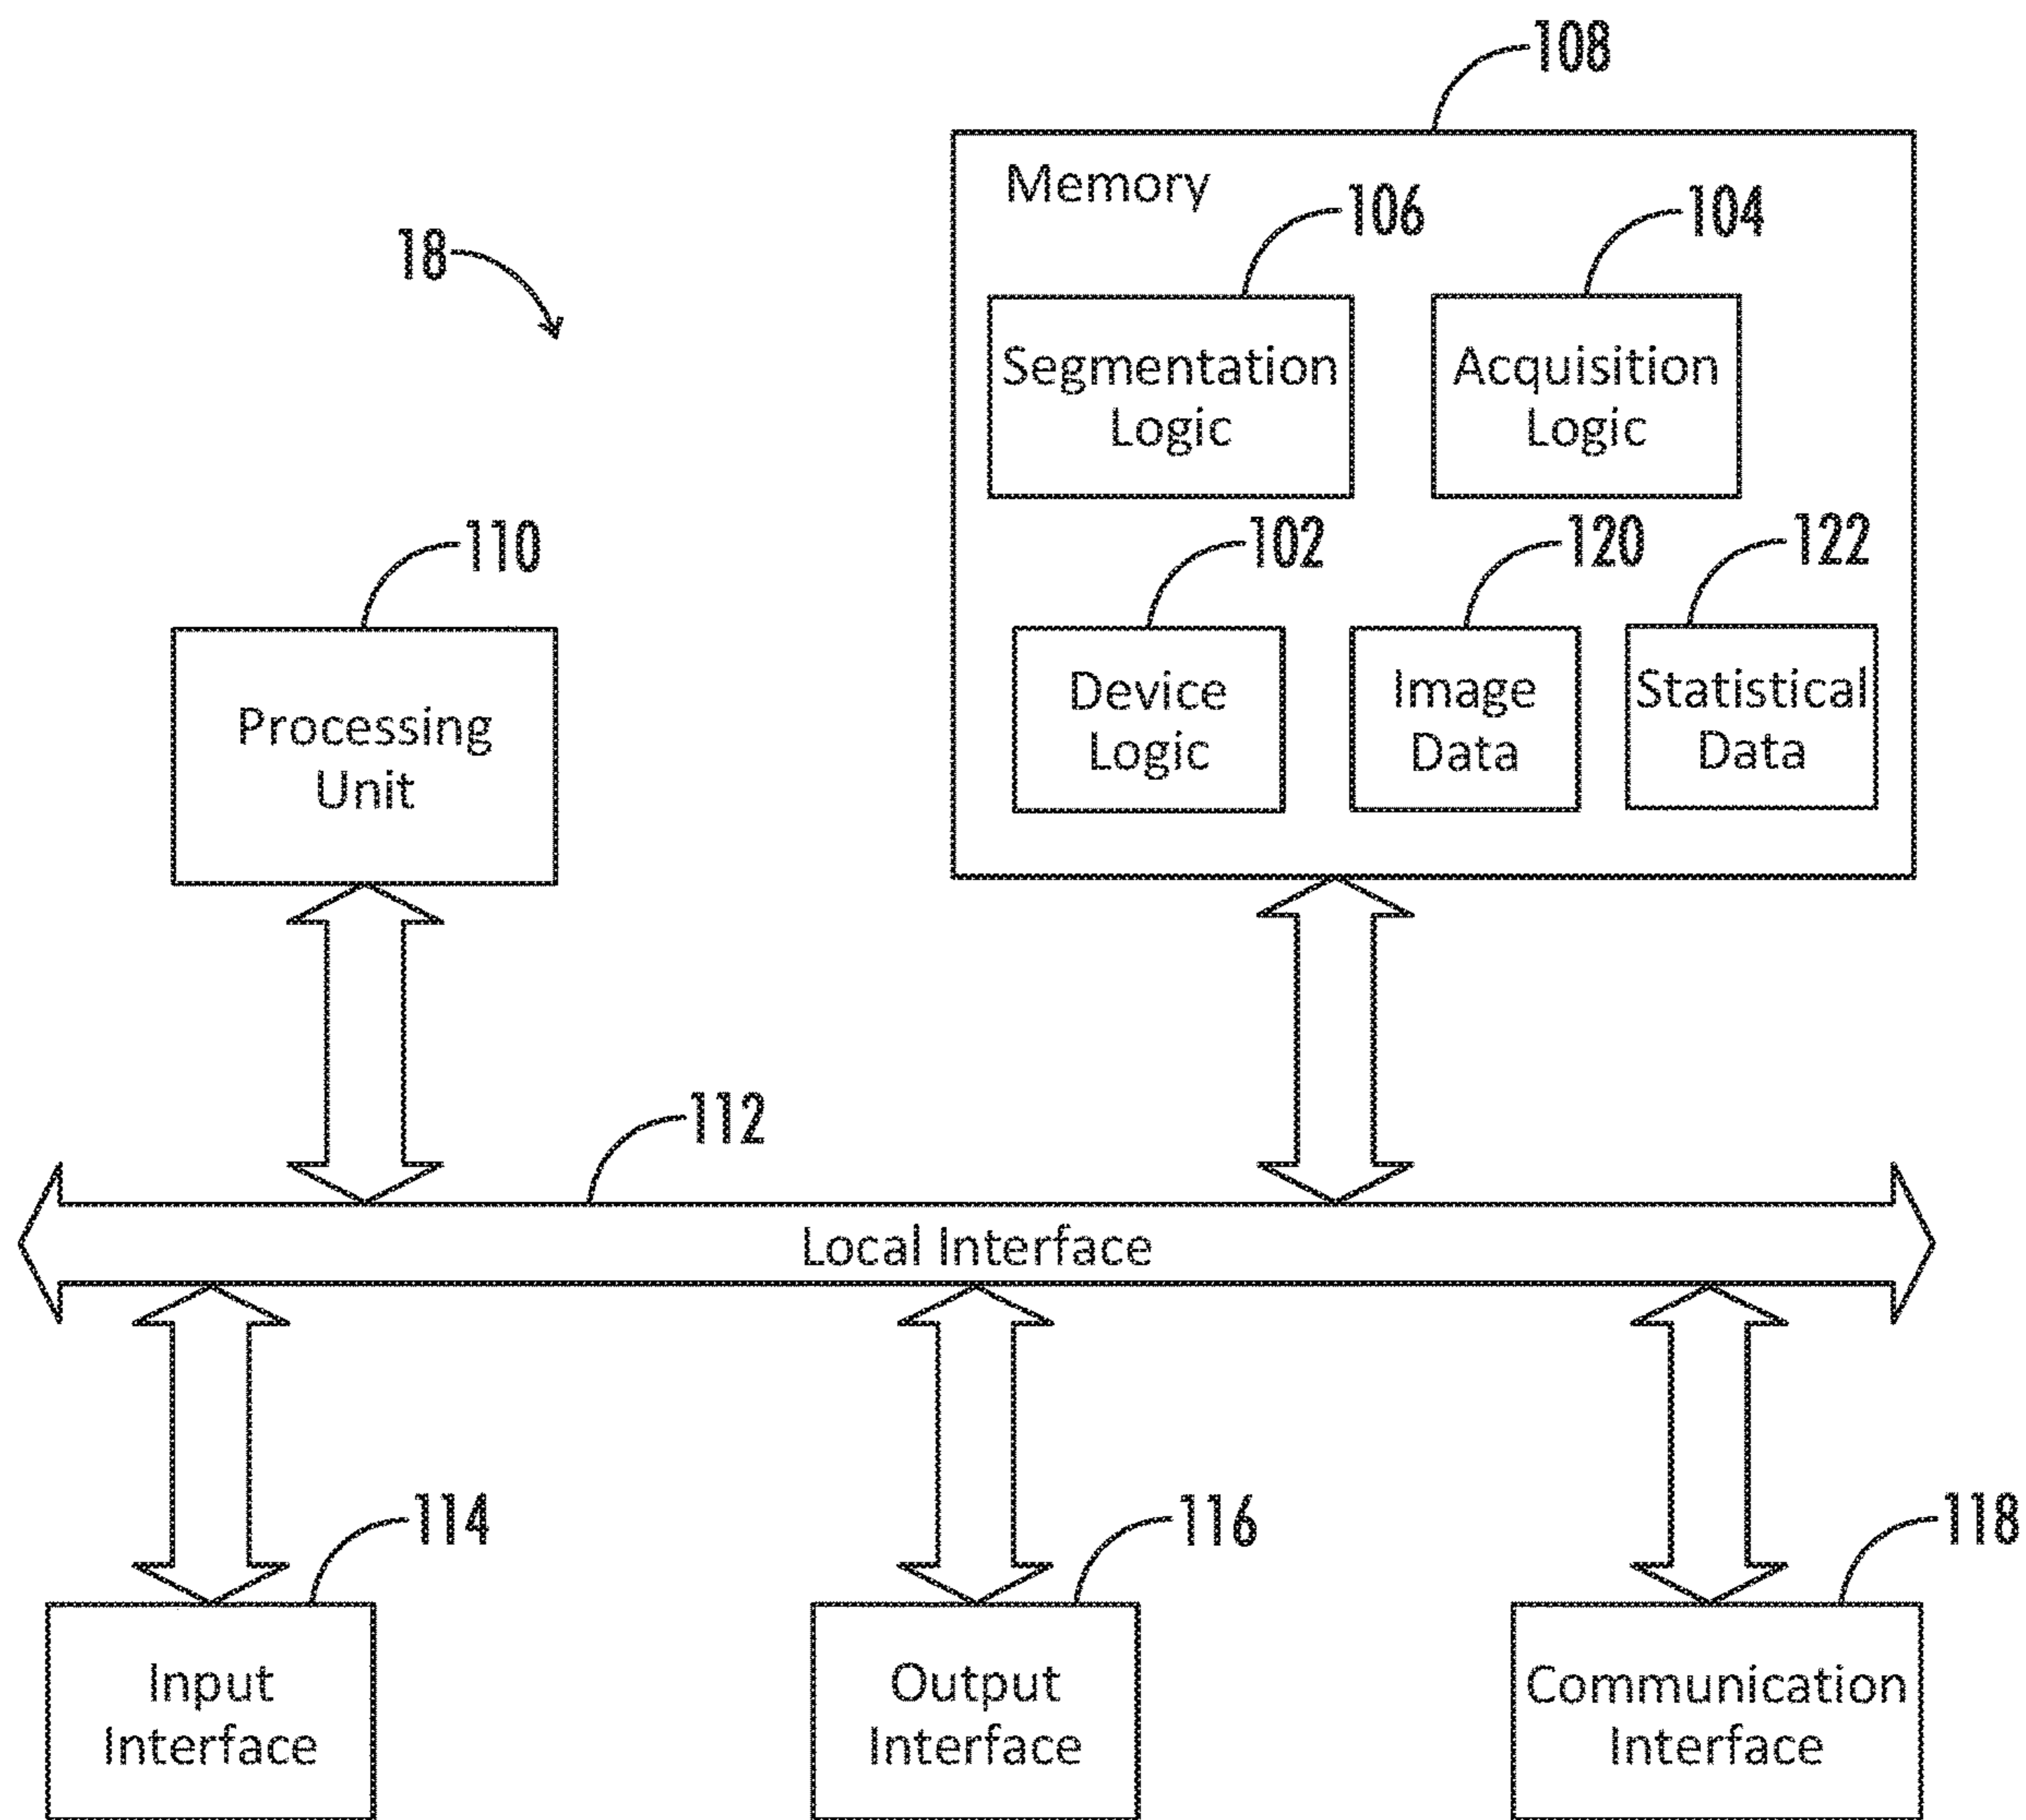 108
Memory
106
104
18
Segmentation
Logic
Acquisition
Logic
110
102
120
122
Processing
Unit
Device
Logic
Image
Data
Statistical
Data
112
Local Interface
114
116
118
Input
Interface
Output
Interface
Communication
Interface